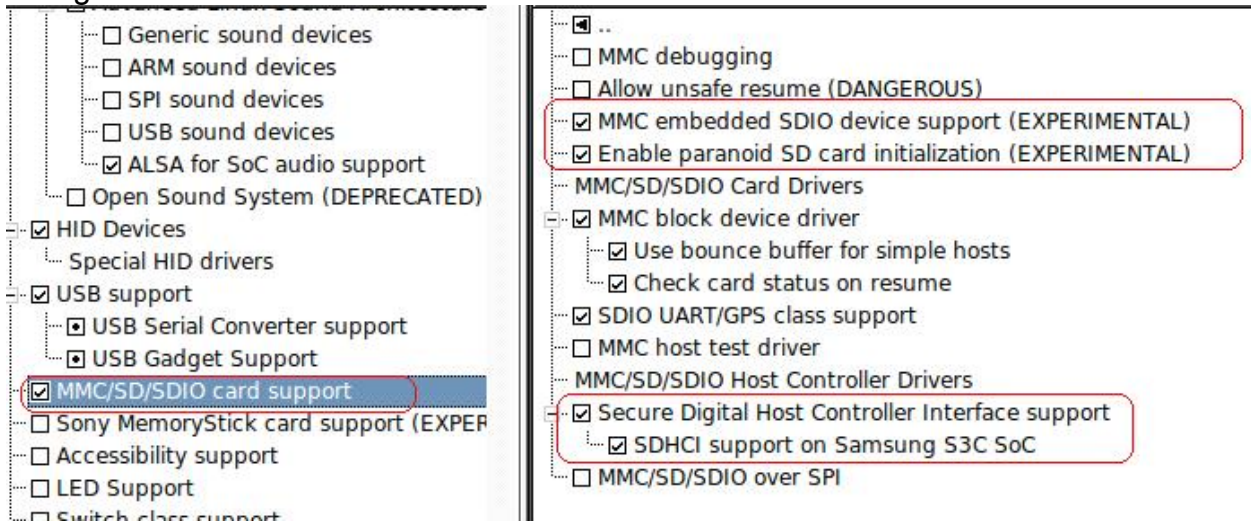 Generic sound devices
ARM sound devices
SPI sound devices
USB sound devices
ALSA for SoC audio support
Open Sound System (DEPRECATED)
HID Devices
Special HID drivers
USB support
USB Serial Converter support
USB Gadget Support
MMC/SD/SDIO card support
Sony MemoryStick card support (EXPER
Accessibility support
LED Support
Switch class support
..
MMC debugging
Allow unsafe resume (DANGEROUS)
MMC embedded SDIO device support (EXPERIMENTAL)
Enable paranoid SD card initialization (EXPERIMENTAL)
MMC/SD/SDIO Card Drivers
MMC block device driver
Use bounce buffer for simple hosts
Check card status on resume
SDIO UART/GPS class support
MMC host test driver
MMC/SD/SDIO Host Controller Drivers
Secure Digital Host Controller Interface support
SDHCI support on Samsung S3C SoC
MMC/SD/SDIO over SPI